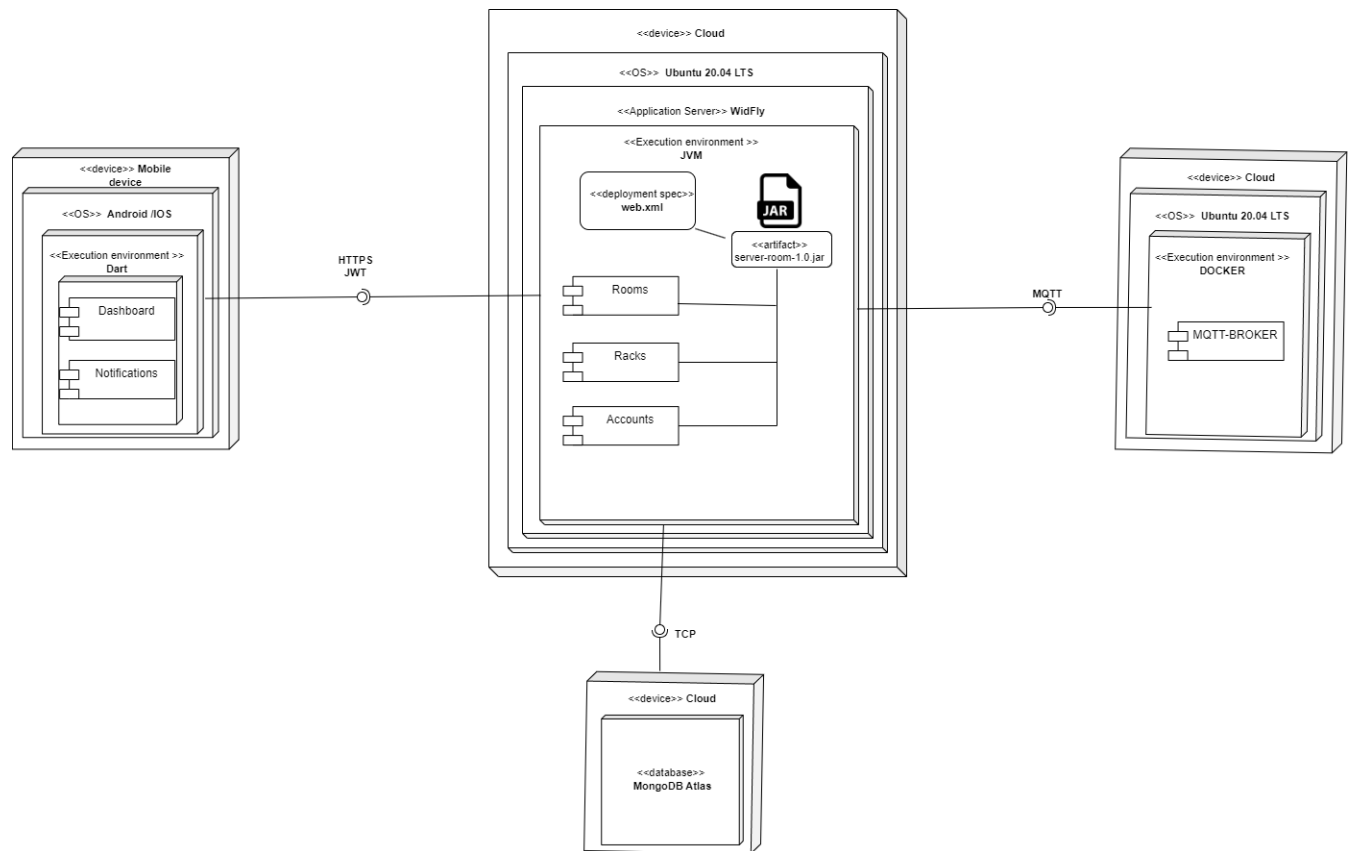 <<device>> Cloud
<<OS>> Ubuntu 20.04 LTS
<<Application Server>> WidFly
<<Execution environment >>
JVM
<<deployment spec>>
web.xml
JAR
<<artifact>>
server-room-1.0.jar
Rooms
Racks
Accounts
<<device>> Mobile
device
<<OS>> Android /IOS
<<Execution environment >>
Dart
Dashboard
Notifications
HTTPS
JWT
MQTT
<<device>> Cloud
<<OS>> Ubuntu 20.04 LTS
<<Execution environment >>
DOCKER
MQTT-BROKER
TCP
<<device>> Cloud
<<database>>
MongoDB Atlas